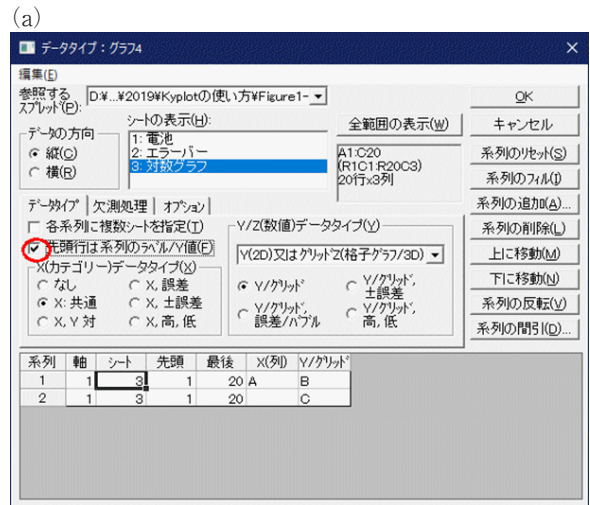 (a)
データタイプ : グラフ4
編集(E)
参照する
スプレッド(P):
D:¥...¥2019¥Kyplotの使い方¥Figure1-
OK
データの方向
縦(C)
横(R)
シートの表示(H):
1: 電池
2: エラーバー
3: 対数グラフ
全範囲の表示(W)
A1:C20
(R1C1:R20C3)
20行x3列
キャンセル
系列のリセット(S)
系列のフィル(I)
系列の追加(A)...
系列の削除(L)
上に移動(M)
下に移動(N)
系列の反転(V)
系列の間引(D)...
データタイプ 欠測処理 オプション
各系列に複数シートを指定(T)
先頭行は系列のラベル/Y値(F)
X(カテゴリー)データタイプ(X)
なし X, 誤差
X: 共通 X, 土誤差
X, Y 対 X, 高, 低
Y/Z(数値)データタイプ(Y)
Y(2D)又はグリッドZ(格子グラフ/3D)
Y/グリッド Y/グリッド, 土誤差
Y/グリッド, 誤差/バブル Y/グリッド, 高, 低
系列 軸 シート 先頭 最後 X(列) Y/グリッド
1 1 3 1 20 A B
2 1 3 1 20 C